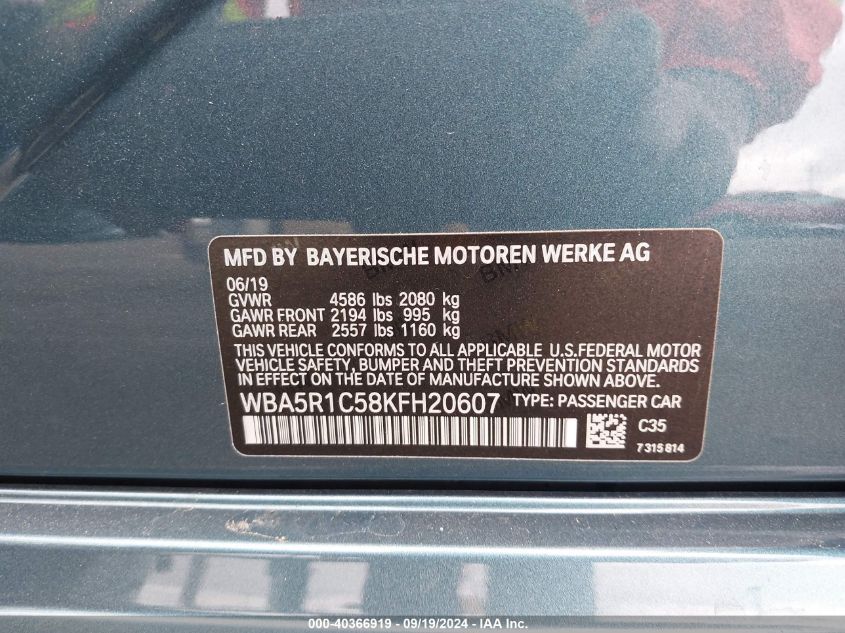 MFD BY BAYERISCHE MOTOREN WERKE AG
06/19
GVWR 4586 lbs 2080 kg
GAWR FRONT 2194 lbs 995 kg
GAWR REAR 2557 lbs 1160 kg
THIS VEHICLE CONFORMS TO ALL APPLICABLE U.S.FEDERAL MOTOR
VEHICLE SAFETY, BUMPER AND THEFT PREVENTION STANDARDS
IN EFFECT ON THE DATE OF MANUFACTURE SHOWN ABOVE.
WBA5R1C58KFH20607 TYPE: PASSENGER CAR
C35
7315814
000-40366919 - 09/19/2024 - IAA Inc.